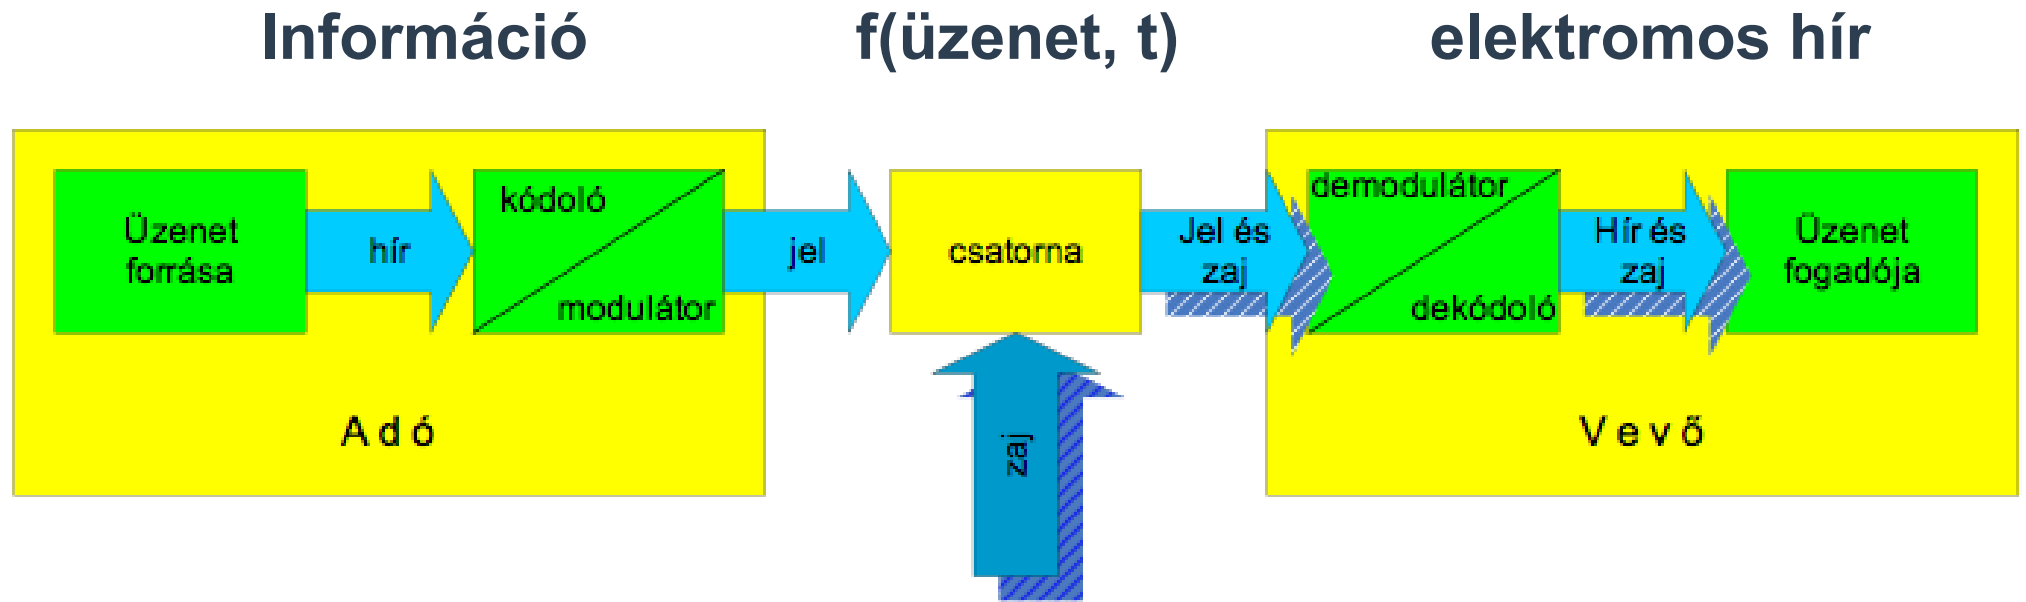 Információ
f(üzenet, t)
elektromos hír
Üzenet
forrása
hír
kódoló
modulátor
jel
csatorna
Jel és
zaj
demodulátor
dekódoló
Hír és
zaj
Üzenet
fogadója
A d ó
zaj
V e v ő